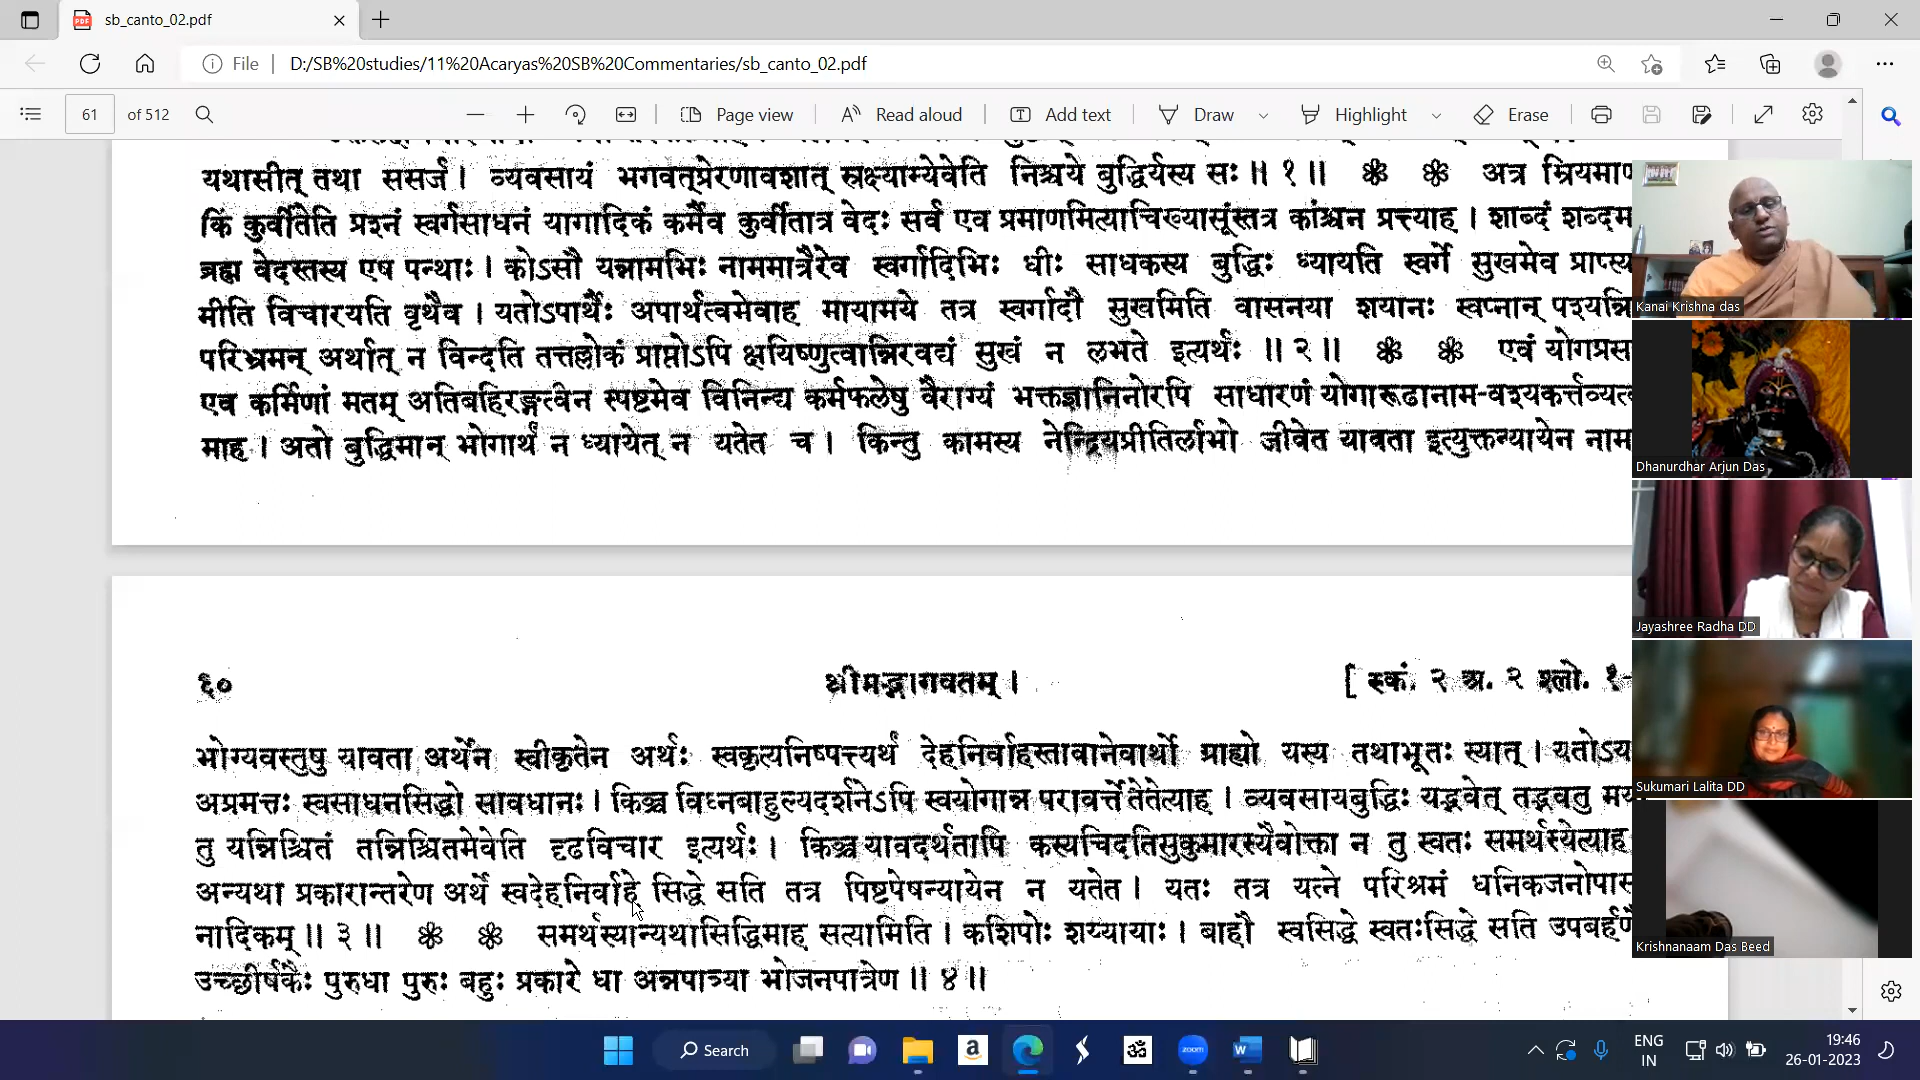 sb_canto_02.pdf
File
D:/SB%20studies/11%20Acaryas%20SB%20Commentaries/sb_canto_02.pdf
61 of 512
Page view
Read aloud
Add text
Draw
Highlight
Erase
यथासीत् तथा ससर्ज । व्यवसायं भगवत्प्रेरणावशात् स्रक्ष्याम्येवेति निश्चये बुद्धिर्यस्य सः ॥ १ ॥ अत्र म्रियमाण
किं कुर्वीतेति प्रश्नं स्वर्गसाधनं यागादिकं कर्मैव कुर्वीतात्र वेदः सर्व एव प्रमाणमित्याचिख्यासूंस्तत्र कांश्चन प्रत्याह । शाब्दं शब्दम
ब्रह्म वेदस्तस्य एष पन्थाः । कोऽसौ यन्नामभिः नाममात्रैरेव स्वर्गादिभिः धीः साधकस्य बुद्धिः ध्यायति स्वर्गे सुखमेव प्राप्स्य
मीति विचारयति वृथैव । यतोऽपार्थैः अपार्थत्वमेवाह मायामये तत्र स्वर्गादौ सुखमिति वासनया शयानः स्वप्नान् पश्यन्नि
परिभ्रमन् अर्थात् न विन्दति तत्तल्लोकं प्राप्तोऽपि क्षयिष्णुत्वान्निरवद्यं सुखं न लभते इत्यर्थः ॥ २ ॥ एवं योगप्रस
एव कर्मिणां मतम् अतिबहिरङ्गत्वेन स्पष्टमेव विनिन्द्य कर्मफलेषु वैराग्यं भक्तज्ञानिनोरपि साधारणं योगारूढानाम-वश्यकर्त्तव्यत्व
माह । अतो बुद्धिमान् भोगार्थं न ध्यायेत् न यतेत च । किन्तु कामस्य नेन्द्रियप्रीतिर्लाभो जीवेत यावता इत्युक्तन्यायेन नाम
६०
श्रीमद्भागवतम् ।
[ स्कं. २ अ. २ श्लो. १-
भोग्यवस्तुषु यावता अर्थेन स्वीकृतेन अर्थः स्वकृत्यनिष्पत्त्यर्थं देहनिर्वाहस्तावानेवार्थो ग्राह्यो यस्य तथाभूतः स्यात् । यतोऽय
अप्रमत्तः स्वसाधनसिद्धो सावधानः । किञ्च विघ्नबाहुल्यदर्शनेऽपि स्वयोगान्न परावर्त्तेतेत्याह । व्यवसायबुद्धिः यद्भवेत् तद्भवतु मय
तु यन्निश्चितं तन्निश्चितमेवेति दृढविचार इत्यर्थः । किञ्च यावदर्थतापि कस्यचिदतिसुकुमारस्यैवोक्ता न तु स्वतः समर्थस्येत्याह
अन्यथा प्रकारान्तरेण अर्थे स्वदेहनिर्वाहे सिद्धे सति तत्र पिष्टपेषन्यायेन न यतेत । यतः तत्र यत्ने परिश्रमं धनिकजनोपास
नादिकम् ॥ ३ ॥ समर्थस्यान्यथासिद्धिमाह सत्यामिति । कशिपोः शय्यायाः । बाहौ स्वसिद्धे स्वतःसिद्धे सति उपबर्हणै
उच्छीर्षकैः पुरुधा पुरुः बहुः प्रकारे धा अन्नपात्र्या भोजनपात्रेण ॥ ४ ॥
Kanai Krishna das
Dhanurdhar Arjun Das
Jayashree Radha DD
Sukumari Lalita DD
Krishnanaam Das Beed
Search
zoom
ENG
IN
19:46
26-01-2023